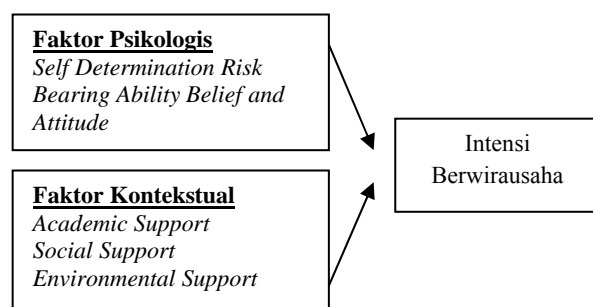 Faktor Psikologis
Self Determination Risk
Bearing Ability Belief and
Attitude
Faktor Kontekstual
Academic Support
Social Support
Environmental Support
Intensi
Berwirausaha